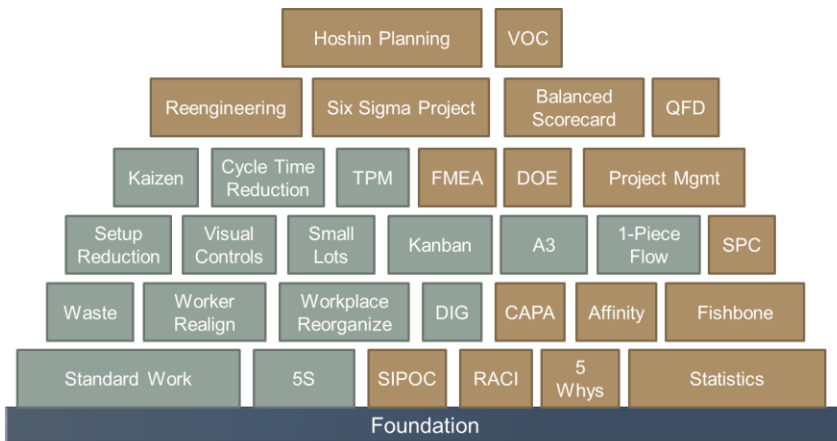 Hoshin Planning
VOC
Reengineering
Six Sigma Project
Balanced
Scorecard
QFD
Kaizen
Cycle Time
Reduction
TPM
FMEA
DOE
Project Mgmt
Setup
Reduction
Visual
Controls
Small
Lots
Kanban
A3
1-Piece
Flow
SPC
Waste
Worker
Realign
Workplace
Reorganize
DIG
CAPA
Affinity
Fishbone
Standard Work
5S
SIPOC
RACI
5
Whys
Statistics
Foundation